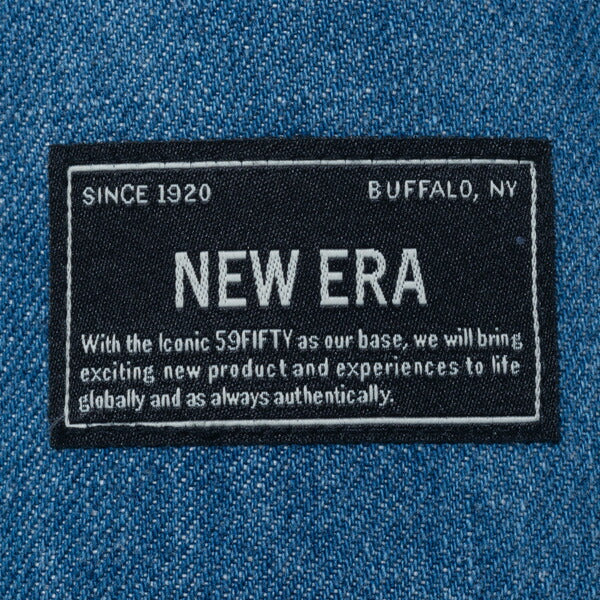 SINCE 1920 BUFFALO, NY
NEW ERA
With the Iconic 59FIFTY as our base, we will bring
exciting new product and experiences to life
globally and as always authentically.